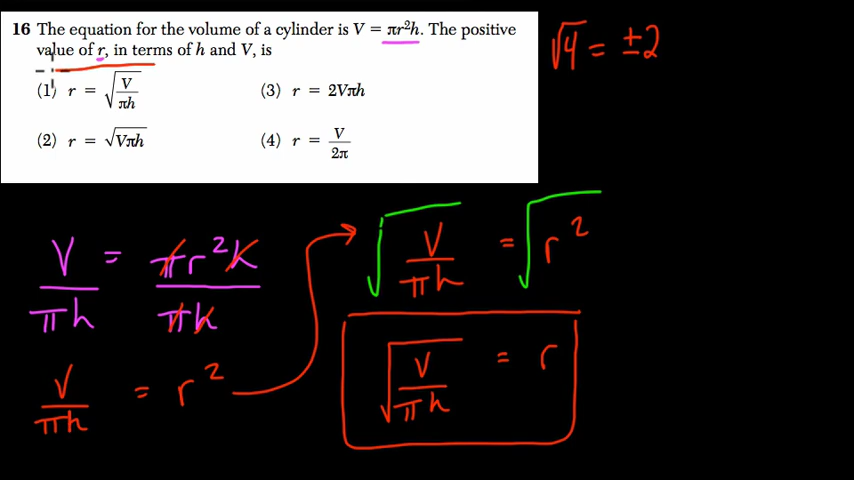 16 The equation for the volume of a cylinder is V = πr²h. The positive
value of r, in terms of h and V, is
(1) r = √(V/πh) (3) r = 2Vπh
(2) r = √(Vπh) (4) r = V/2π
√4 = ±2
V/πh = πr²h/πh
V/πh = r²
√(V/πh) = √(r²)
√(V/πh) = r